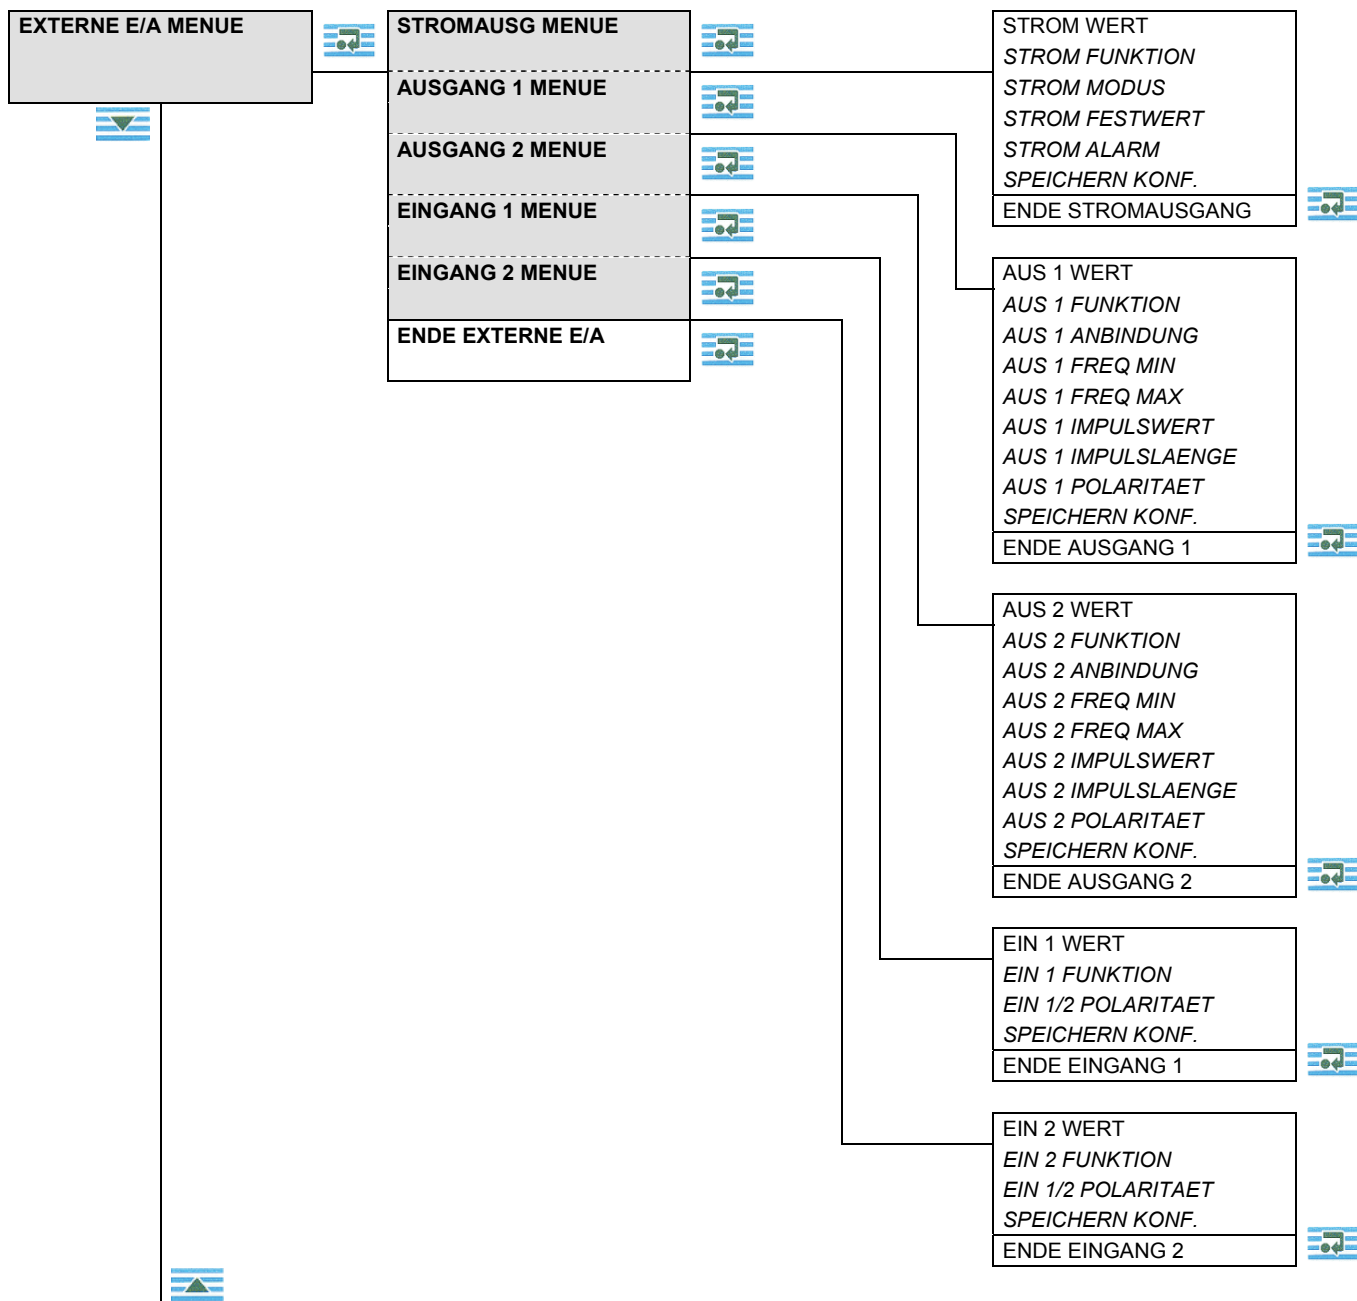 EXTERNE E/A MENUE
STROMAUSG MENUE
AUSGANG 1 MENUE
AUSGANG 2 MENUE
EINGANG 1 MENUE
EINGANG 2 MENUE
ENDE EXTERNE E/A
STROM WERT
STROM FUNKTION
STROM MODUS
STROM FESTWERT
STROM ALARM
SPEICHERN KONF.
ENDE STROMAUSGANG
AUS 1 WERT
AUS 1 FUNKTION
AUS 1 ANBINDUNG
AUS 1 FREQ MIN
AUS 1 FREQ MAX
AUS 1 IMPULSWERT
AUS 1 IMPULSLAENGE
AUS 1 POLARITAET
SPEICHERN KONF.
ENDE AUSGANG 1
AUS 2 WERT
AUS 2 FUNKTION
AUS 2 ANBINDUNG
AUS 2 FREQ MIN
AUS 2 FREQ MAX
AUS 2 IMPULSWERT
AUS 2 IMPULSLAENGE
AUS 2 POLARITAET
SPEICHERN KONF.
ENDE AUSGANG 2
EIN 1 WERT
EIN 1 FUNKTION
EIN 1/2 POLARITAET
SPEICHERN KONF.
ENDE EINGANG 1
EIN 2 WERT
EIN 2 FUNKTION
EIN 1/2 POLARITAET
SPEICHERN KONF.
ENDE EINGANG 2